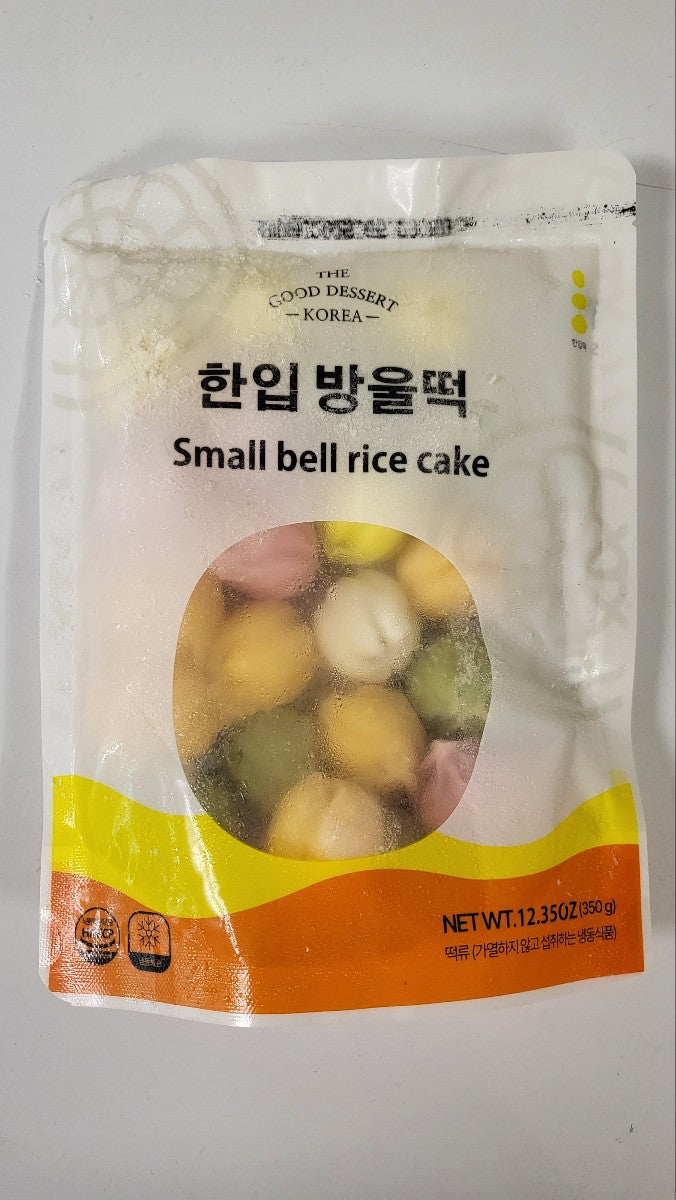 THE
GOOD DESSERT
— KOREA —
한입 방울떡
Small bell rice cake
NET WT.12.35OZ(350 g)
떡류 (가열하지 않고 섭취하는 냉동식품)